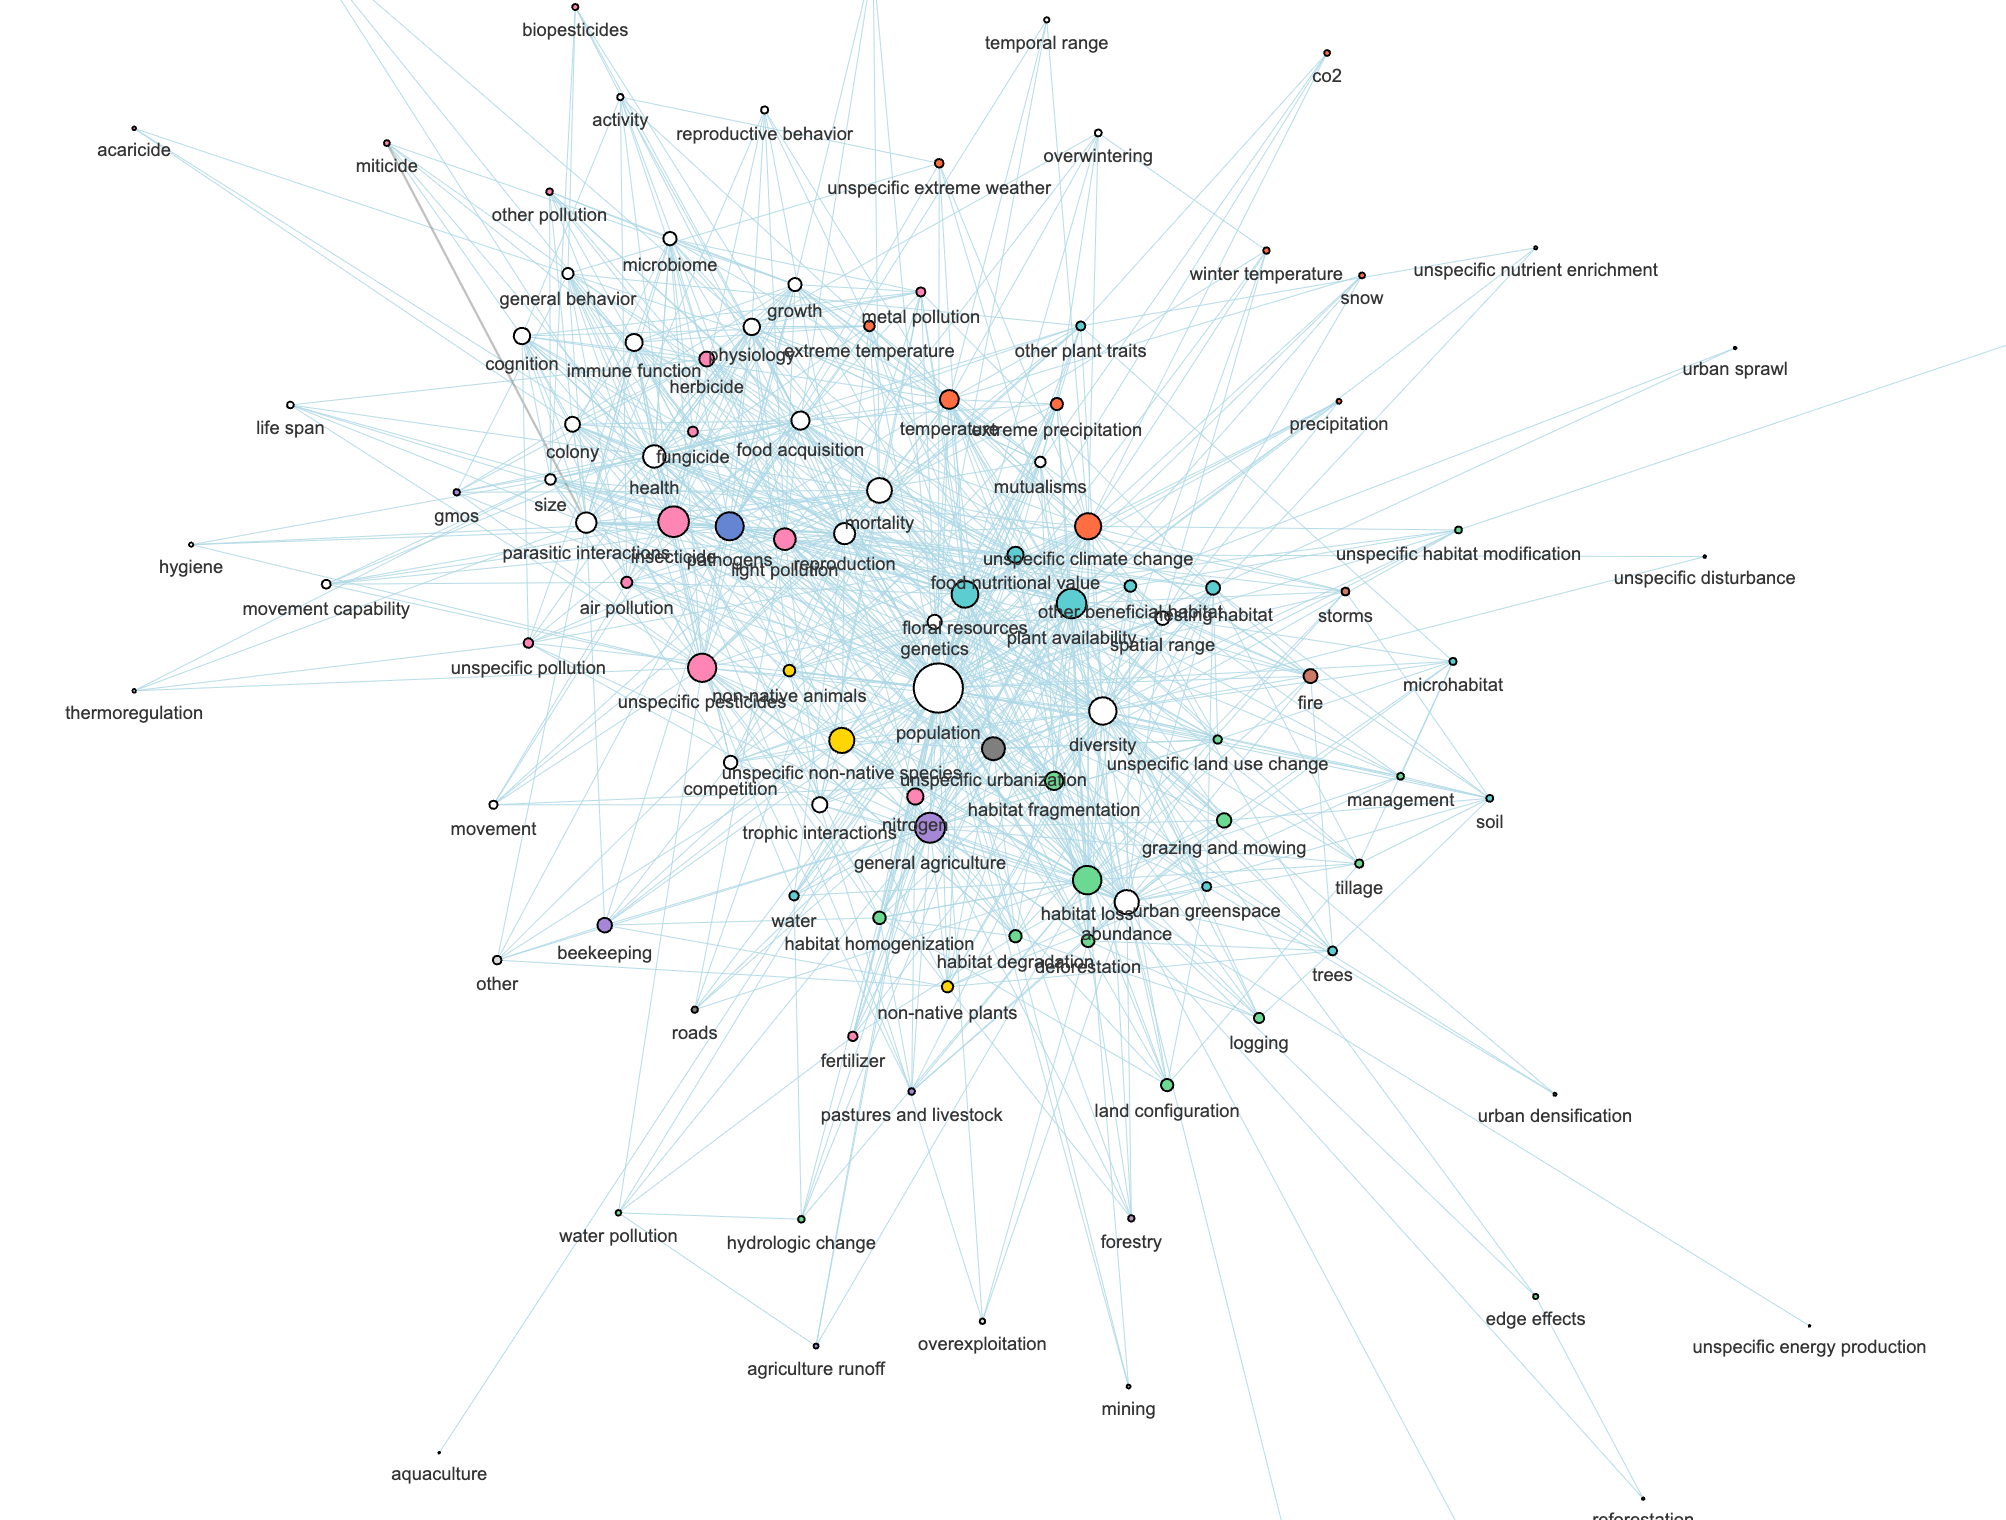 biopesticides
temporal range
co2
activity
reproductive behavior
acaricide
miticide
overwintering
unspecific extreme weather
other pollution
microbiome
winter temperature
unspecific nutrient enrichment
general behavior
snow
growth
metal pollution
physiology
extreme temperature
other plant traits
cognition
immune function
herbicide
urban sprawl
life span
temperature
extreme precipitation
precipitation
colony
fungicide
food acquisition
health
mutualisms
size
gmos
mortality
parasitic interactions
insecticide
pathogens
light pollution
reproduction
unspecific climate change
unspecific habitat modification
hygiene
unspecific disturbance
food nutritional value
movement capability
air pollution
other beneficial habitat
nesting habitat
storms
floral resources
plant availability
genetics
spatial range
unspecific pollution
non-native animals
unspecific pesticides
microhabitat
fire
thermoregulation
population
diversity
unspecific land use change
unspecific non-native species
unspecific urbanization
competition
management
habitat fragmentation
movement
trophic interactions
nitrogen
soil
general agriculture
grazing and mowing
tillage
habitat loss
urban greenspace
water
abundance
habitat homogenization
beekeeping
habitat degradation
deforestation
other
trees
non-native plants
roads
logging
fertilizer
pastures and livestock
land configuration
urban densification
water pollution
hydrologic change
forestry
edge effects
overexploitation
unspecific energy production
agriculture runoff
mining
aquaculture
reforestation